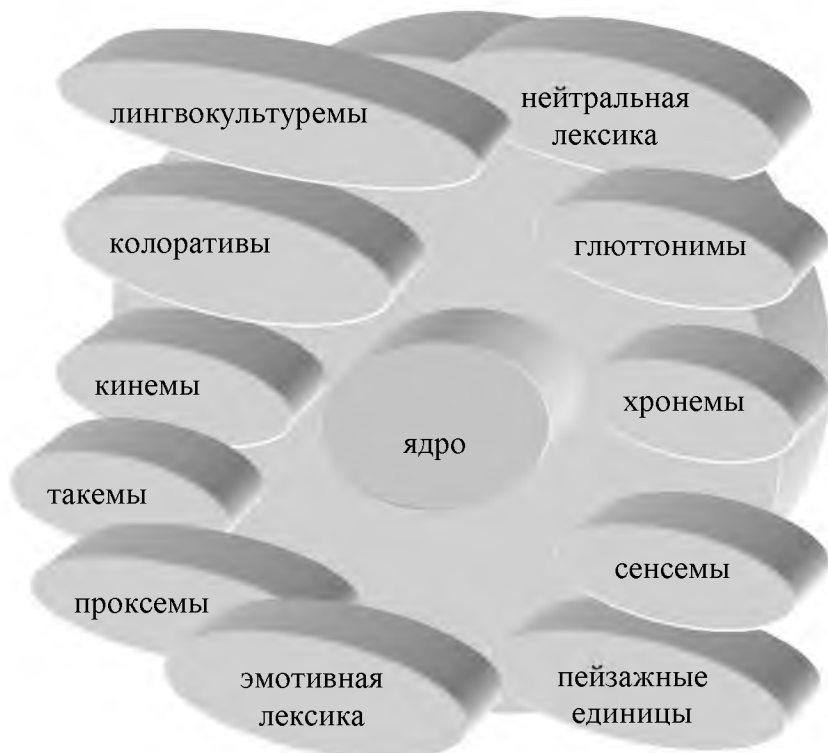 лингвокультуремы
нейтральная
лексика
колоративы
глюттонимы
кинемы
хронемы
ядро
такемы
сенсемы
проксемы
эмотивная
лексика
пейзажные
единицы